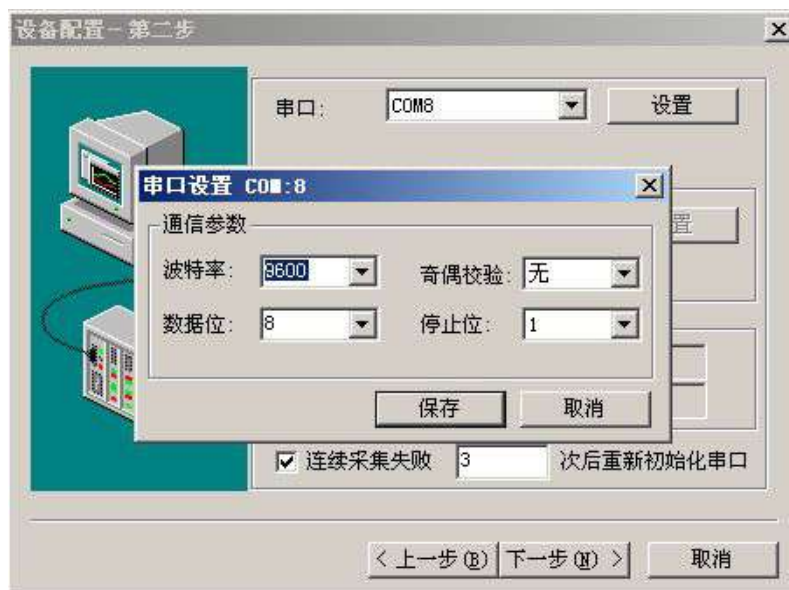 设备配置－第二步
串口: COM8 设置
串口设置 COM:8
置
通信参数
波特率: 9600 奇偶校验: 无
数据位: 8 停止位: 1
保存 取消
连续采集失败 3 次后重新初始化串口
< 上一步(B) 下一步(N) > 取消